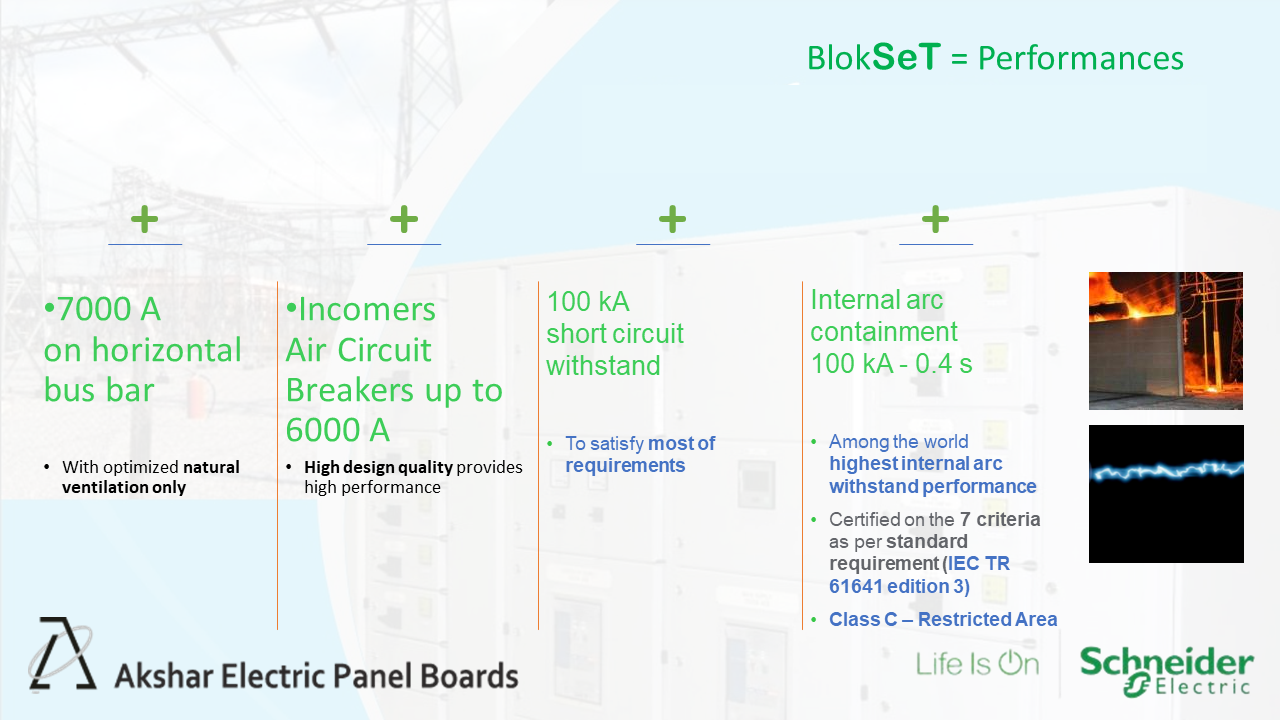 BlokSeT = Performances
+
+
+
+
•7000 A
on horizontal
bus bar
• With optimized natural
ventilation only
•Incomers
Air Circuit
Breakers up to
6000 A
• High design quality provides
high performance
100 kA
short circuit
withstand
• To satisfy most of
requirements
Internal arc
containment
100 kA - 0.4 s
• Among the world
highest internal arc
withstand performance
• Certified on the 7 criteria
as per standard
requirement (IEC TR
61641 edition 3)
• Class C – Restricted Area
Akshar Electric Panel Boards
Life Is On
Schneider
Electric